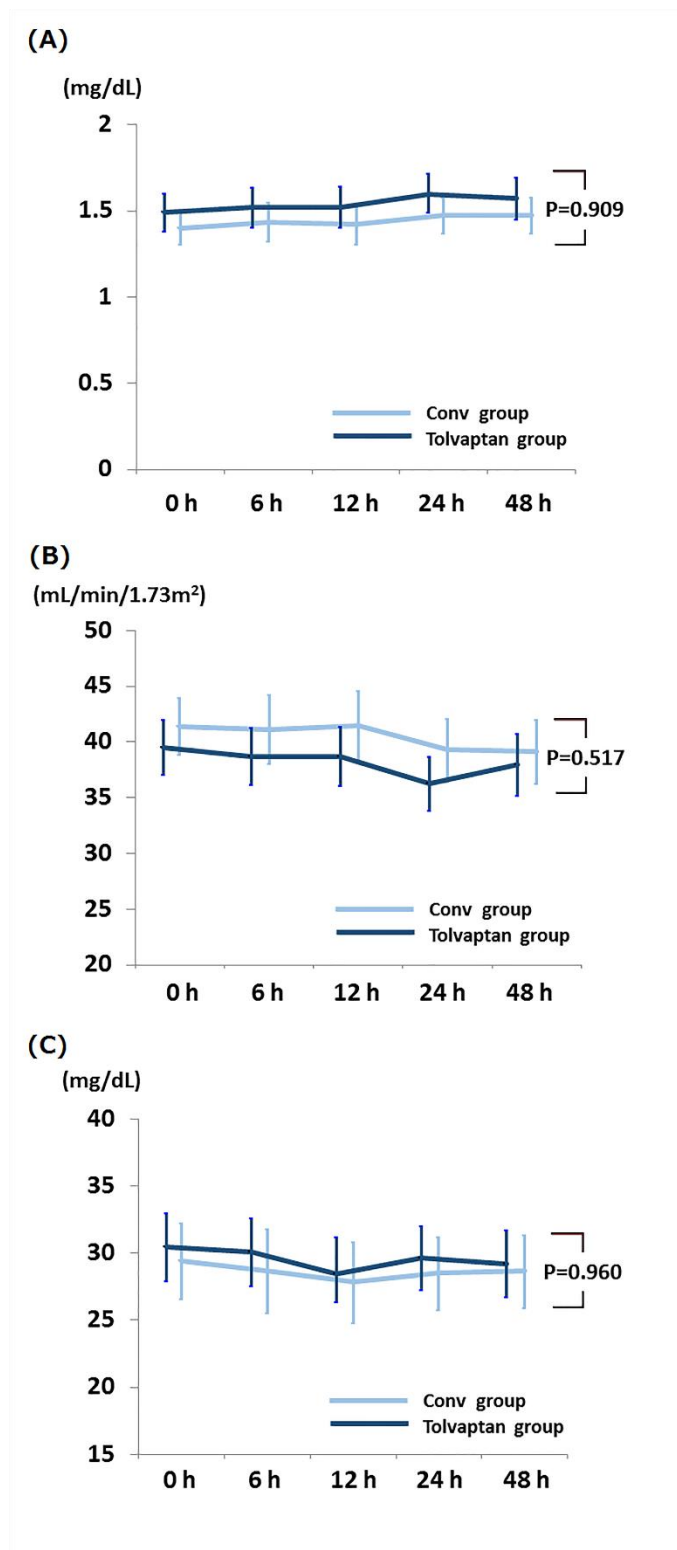 (A)
(mg/dL)
2
1.5
P=0.909
1
0.5
Conv group
Tolvaptan group
0
0 h 6 h 12 h 24 h 48 h
(B)
(mL/min/1.73m²)
50
45
40
P=0.517
35
30
25
Conv group
Tolvaptan group
20
0 h 6 h 12 h 24 h 48 h
(C)
(mg/dL)
40
35
30
P=0.960
25
20
Conv group
Tolvaptan group
15
0 h 6 h 12 h 24 h 48 h